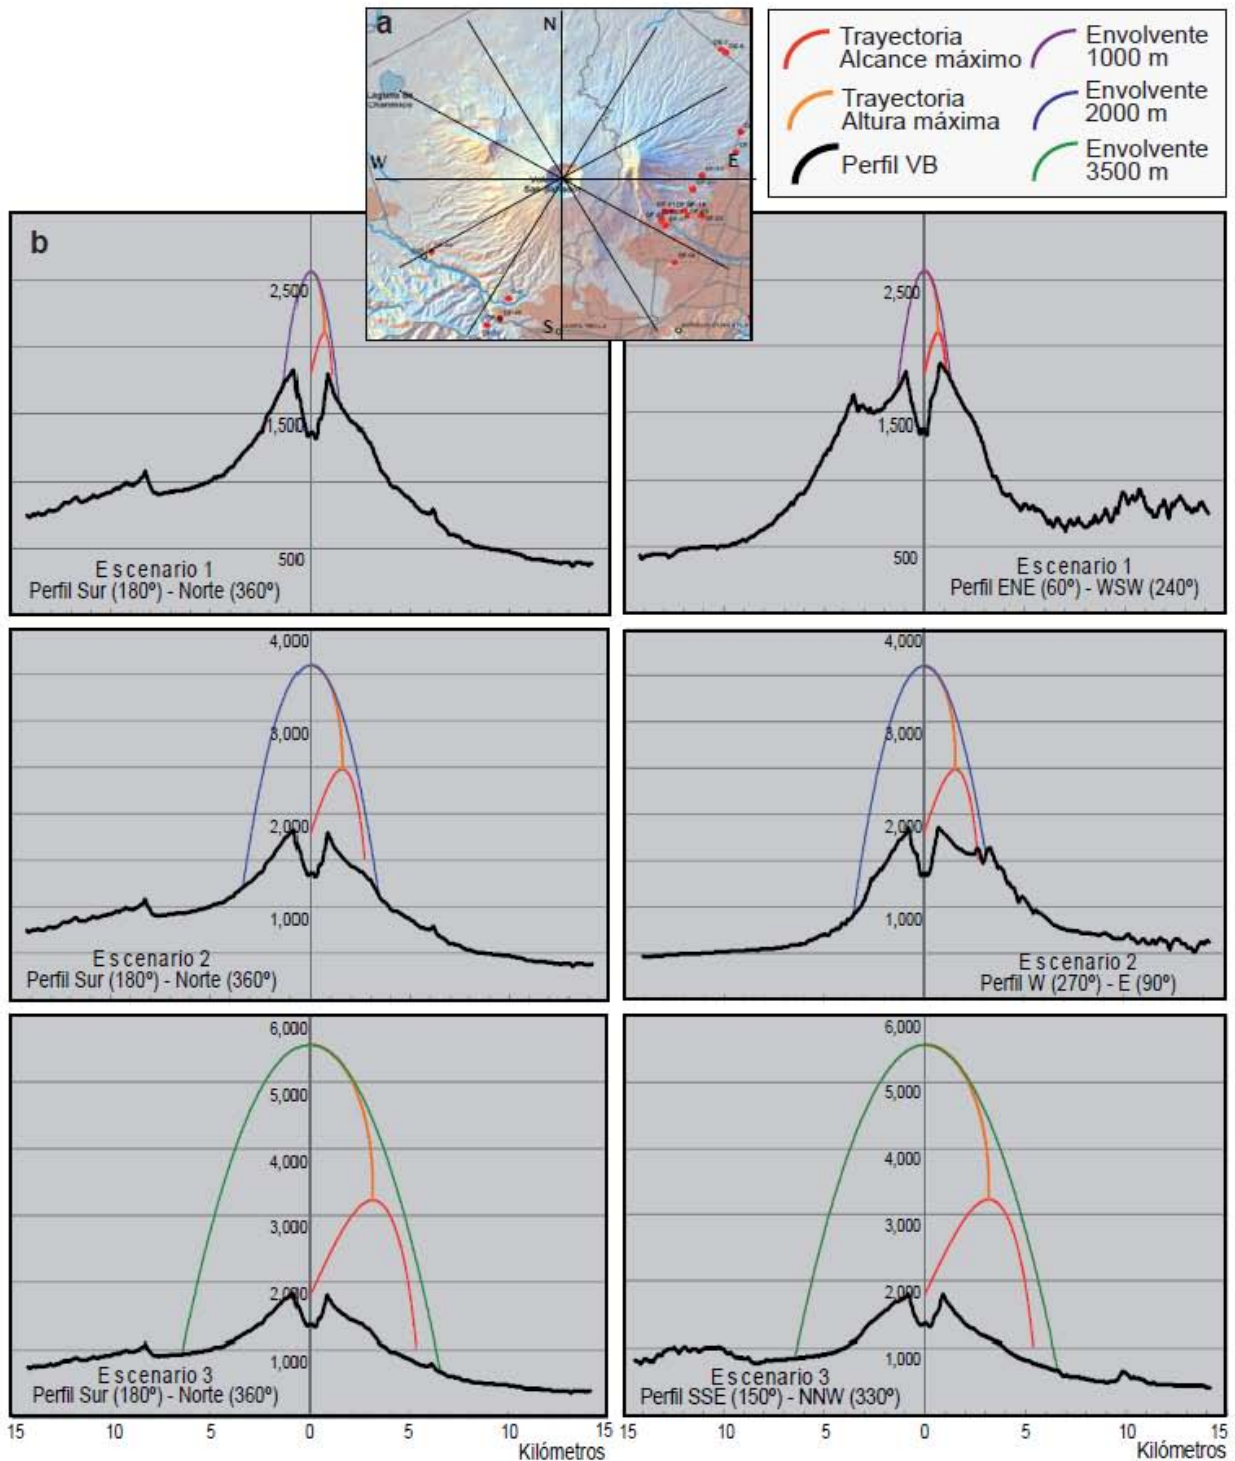 a
N
W
E
S
Laguna de
Chanmico
Trayectoria
Alcance máximo
Trayectoria
Altura máxima
Perfil VB
Envolvente
1000 m
Envolvente
2000 m
Envolvente
3500 m
b
2,500
1,500
500
Escenario 1
Perfil Sur (180º) - Norte (360º)
2,500
1,500
500
Escenario 1
Perfil ENE (60º) - WSW (240º)
4,000
3,000
2,000
1,000
Escenario 2
Perfil Sur (180º) - Norte (360º)
4,000
3,000
2,000
1,000
Escenario 2
Perfil W (270º) - E (90º)
6,000
5,000
4,000
3,000
2,000
1,000
Escenario 3
Perfil Sur (180º) - Norte (360º)
6,000
5,000
4,000
3,000
2,000
1,000
Escenario 3
Perfil SSE (150º) - NNW (330º)
15 10 5 0 5 10 15
Kilómetros
15 10 5 0 5 10 15
Kilómetros